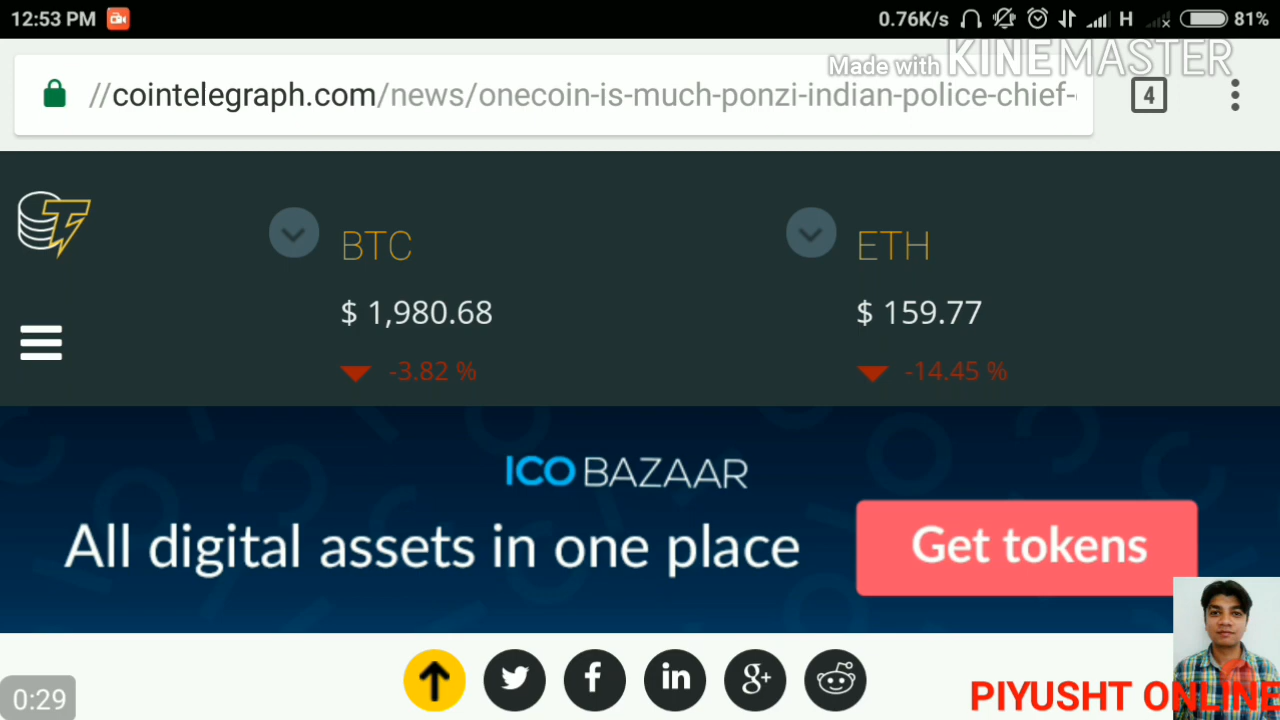 12:53 PM
0.76K/s H 81%
Made with KINEMASTER
//cointelegraph.com/news/onecoin-is-much-ponzi-indian-police-chief-
4
BTC
$ 1,980.68
-3.82 %
ETH
$ 159.77
-14.45 %
ICO BAZAAR
All digital assets in one place
Get tokens
f in g+
0:29
PIYUSHT ONLINE